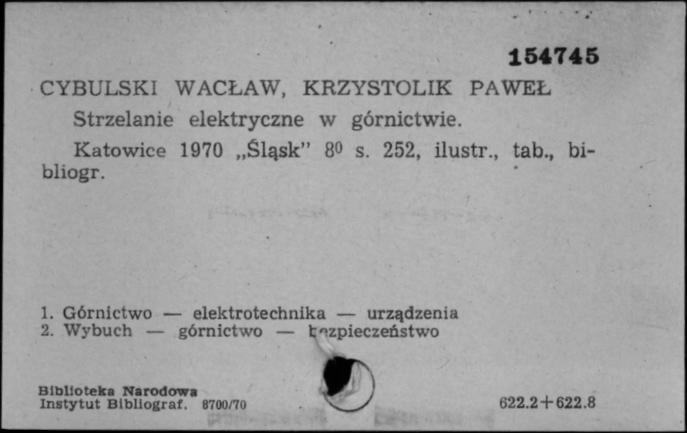 154745
CYBULSKI WACŁAW, KRZYSTOLIK PAWEŁ
Strzelanie elektryczne w górnictwie.
Katowice 1970 „Śląsk" 8⁰ s. 252, ilustr., tab., bi-
bliogr.
1. Górnictwo — elektrotechnika — urządzenia
2. Wybuch — górnictwo — bezpieczeństwo
Biblioteka Narodowa
Instytut Bibliograf. 8700/70
622.2+622.8